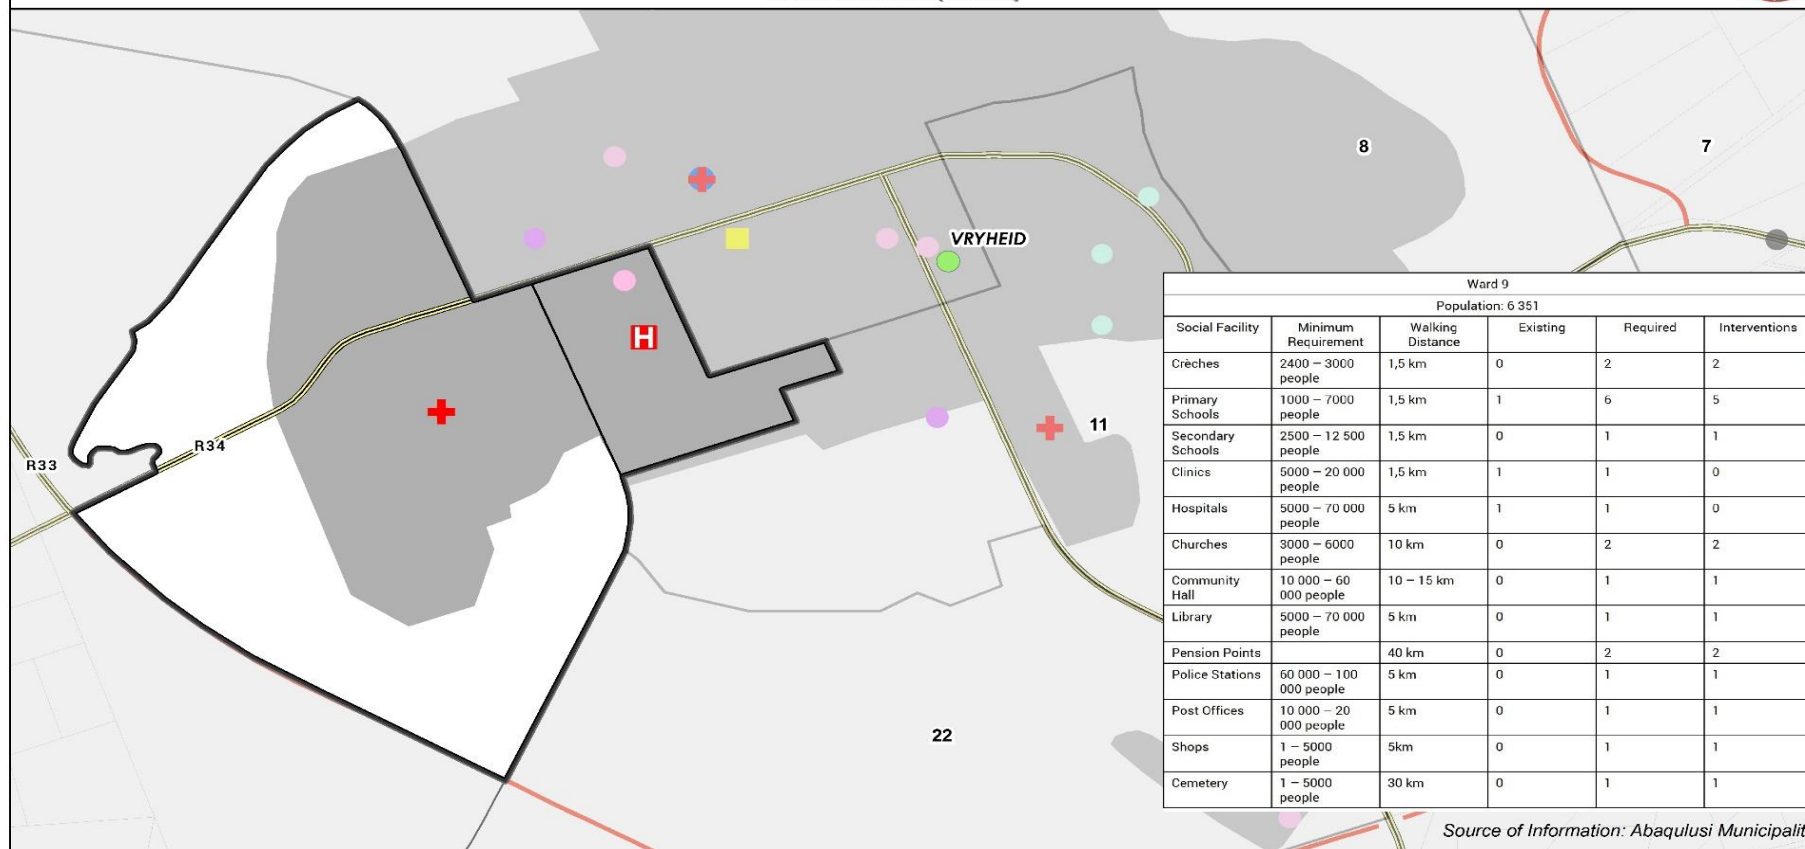 8
7
VRYHEID
H
R34
R33
11
22
Ward 9
Population: 6 351
Social Facility Minimum Requirement Walking Distance Existing Required Interventions
Crèches 2400 – 3000 people 1,5 km 0 2 2
Primary Schools 1000 – 7000 people 1,5 km 1 6 5
Secondary Schools 2500 – 12 500 people 1,5 km 0 1 1
Clinics 5000 – 20 000 people 1,5 km 1 1 0
Hospitals 5000 – 70 000 people 5 km 1 1 0
Churches 3000 – 6000 people 10 km 0 2 2
Community Hall 10 000 – 60 000 people 10 – 15 km 0 1 1
Library 5000 – 70 000 people 5 km 0 1 1
Pension Points 40 km 0 2 2
Police Stations 60 000 – 100 000 people 5 km 0 1 1
Post Offices 10 000 – 20 000 people 5 km 0 1 1
Shops 1 – 5000 people 5km 0 1 1
Cemetery 1 – 5000 people 30 km 0 1 1
Source of Information: Abaqulusi Municipalit